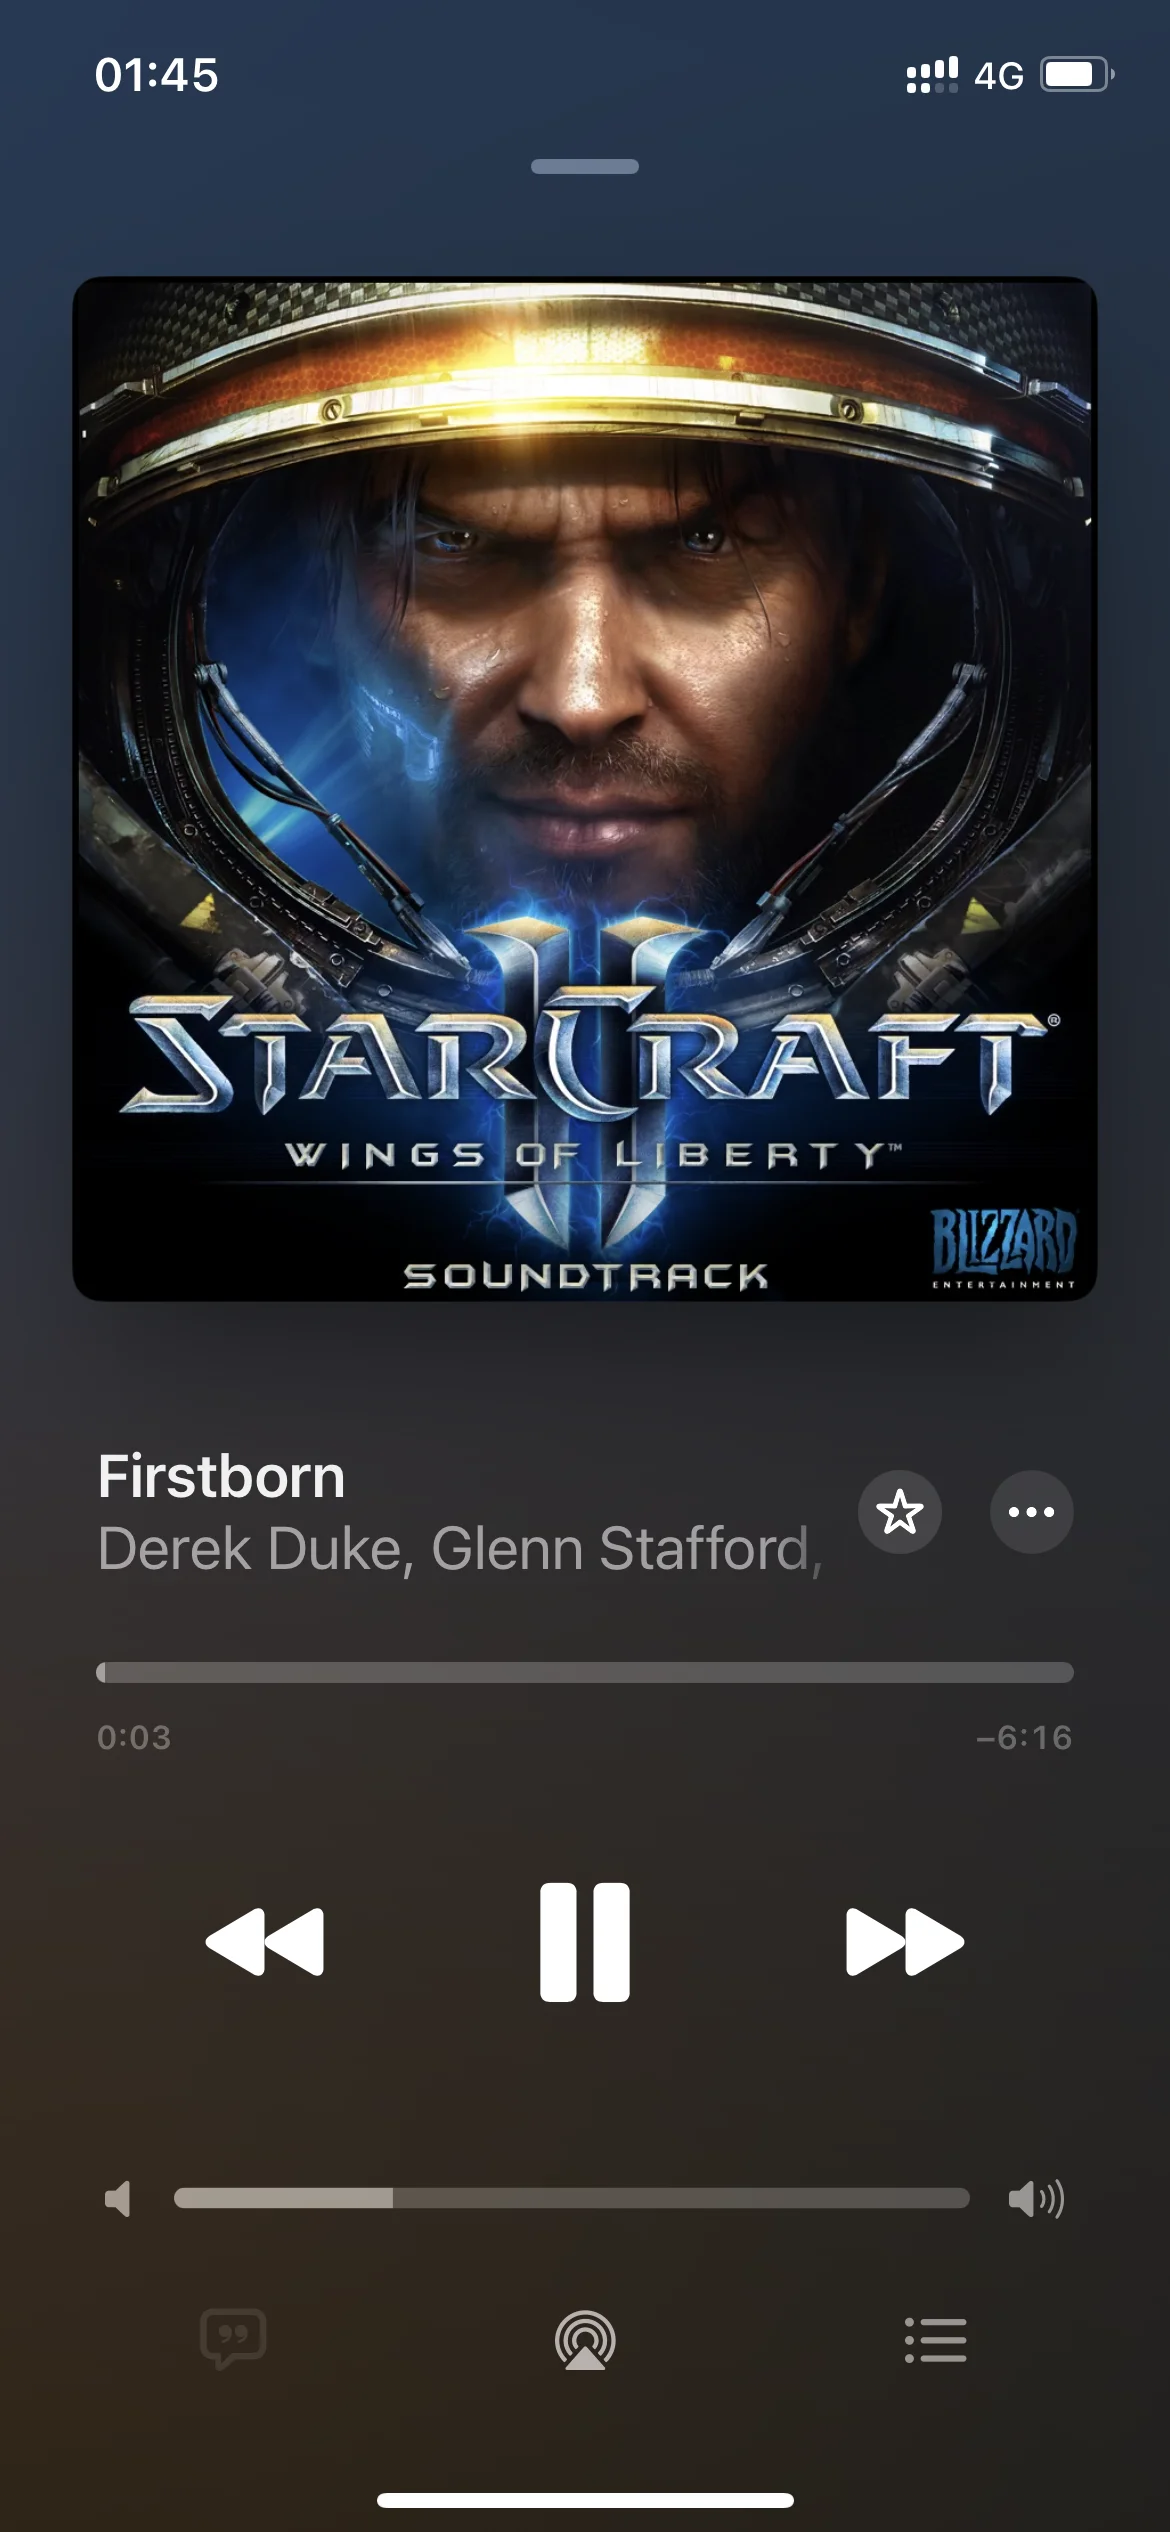 01:45
4G
STARCRAFT®
II
WINGS OF LIBERTY™
SOUNDTRACK
BLIZZARD
ENTERTAINMENT
Firstborn
Derek Duke, Glenn Stafford,
0:03
–6:16